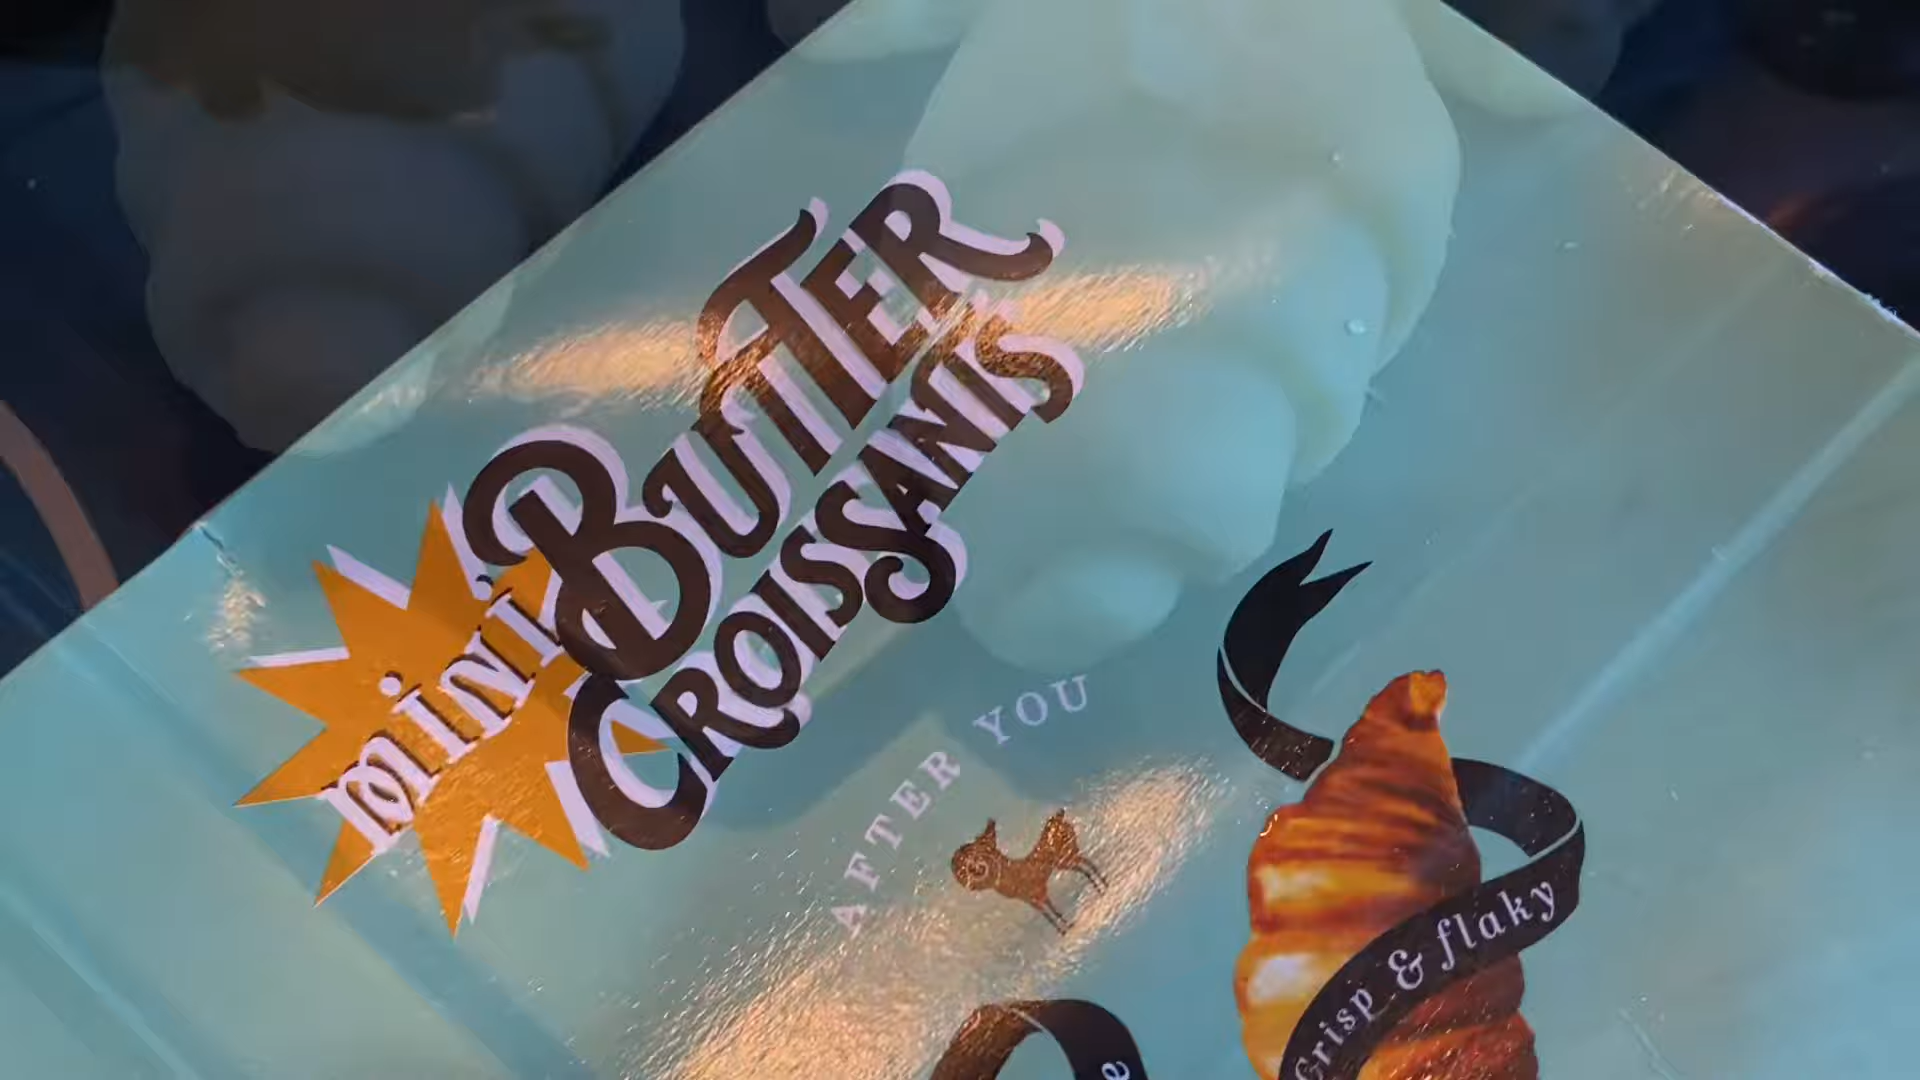 mini
BUTTER
CROISSANTS
AFTER YOU
Crisp & flaky